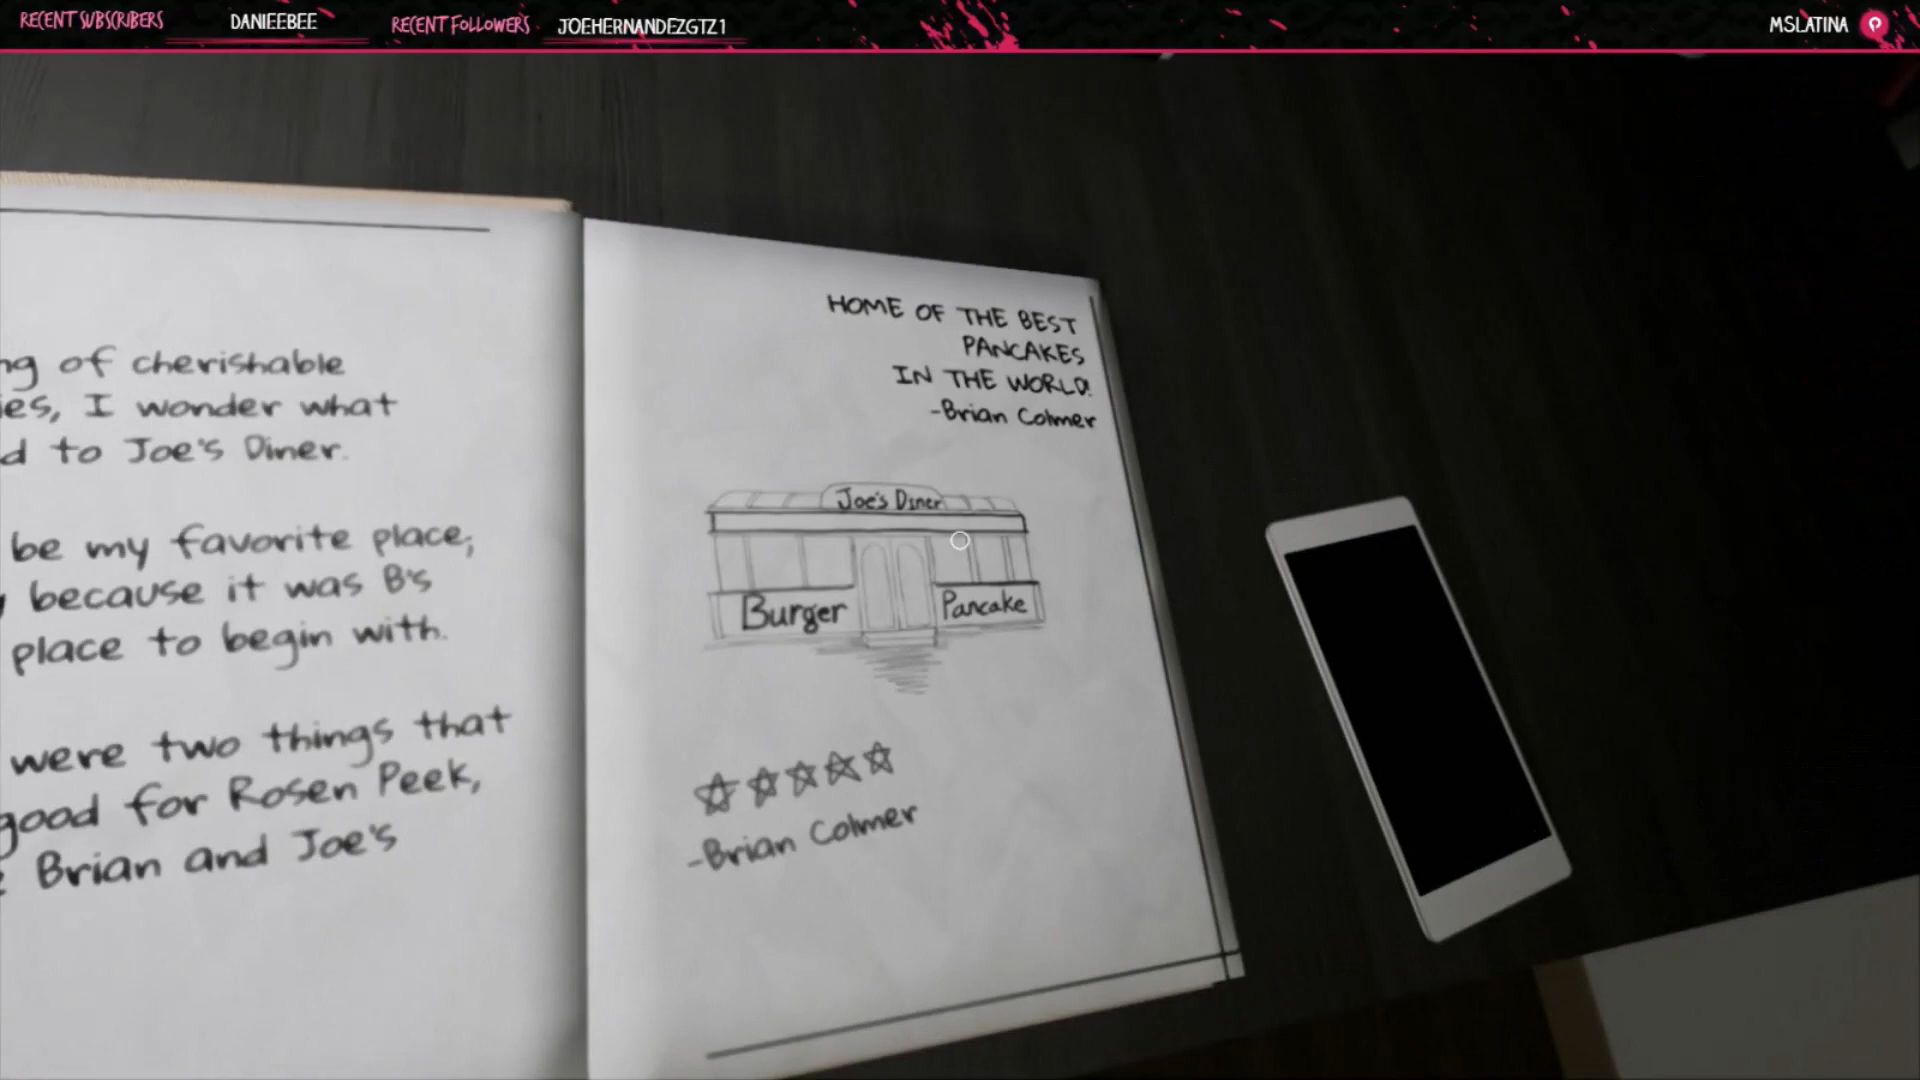 RECENT SUBSCRIBERS
DANIEEBEE
RECENT FOLLOWERS
JOEHERNANDEZGTZ1
MSLATINA
of cherishable
I wonder what
to Joe's Diner.
be my favorite place,
because it was B's
place to begin with.
were two things that
good for Rosen Peek,
Brian and Joe's
HOME OF THE BEST
PANCAKES
IN THE WORLD!
-Brian Colmer
Joe's Diner
Burger
Pancake
-Brian Colmer